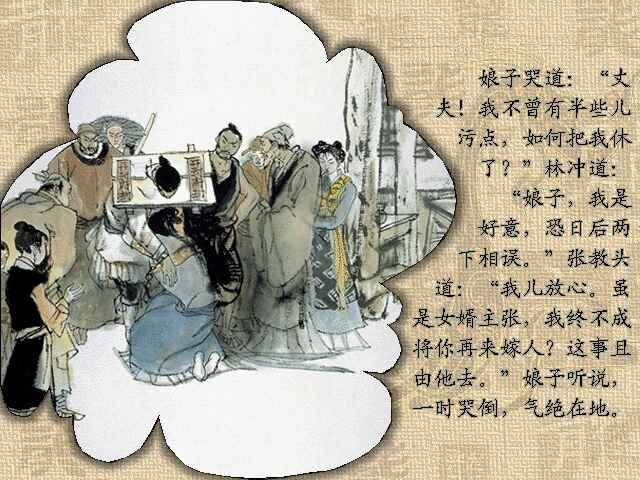 娘子哭道：“丈
夫！我不曾有半些儿
污点，如何把我休
了？”林冲道：
“娘子，我是
好意，恐日后两
下相误。”张教头
道：“我儿放心。虽
是女婿主张，我终不成
将你再来嫁人？这事且
由他去。”娘子听说，
一时哭倒，气绝在地。